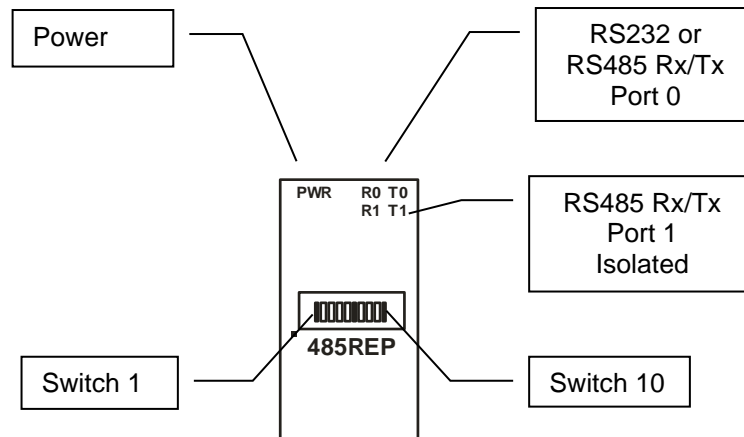 Power
RS232 or
RS485 Rx/Tx
Port 0
PWR R0 T0
R1 T1
RS485 Rx/Tx
Port 1
Isolated
485REP
Switch 1
Switch 10